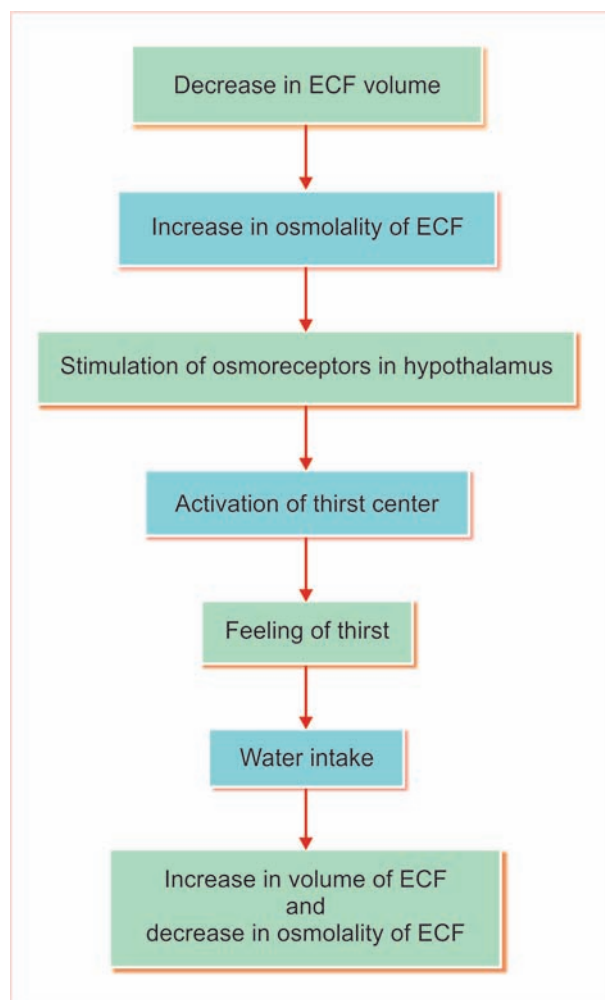 Decrease in ECF volume
Increase in osmolality of ECF
Stimulation of osmoreceptors in hypothalamus
Activation of thirst center
Feeling of thirst
Water intake
Increase in volume of ECF
and
decrease in osmolality of ECF